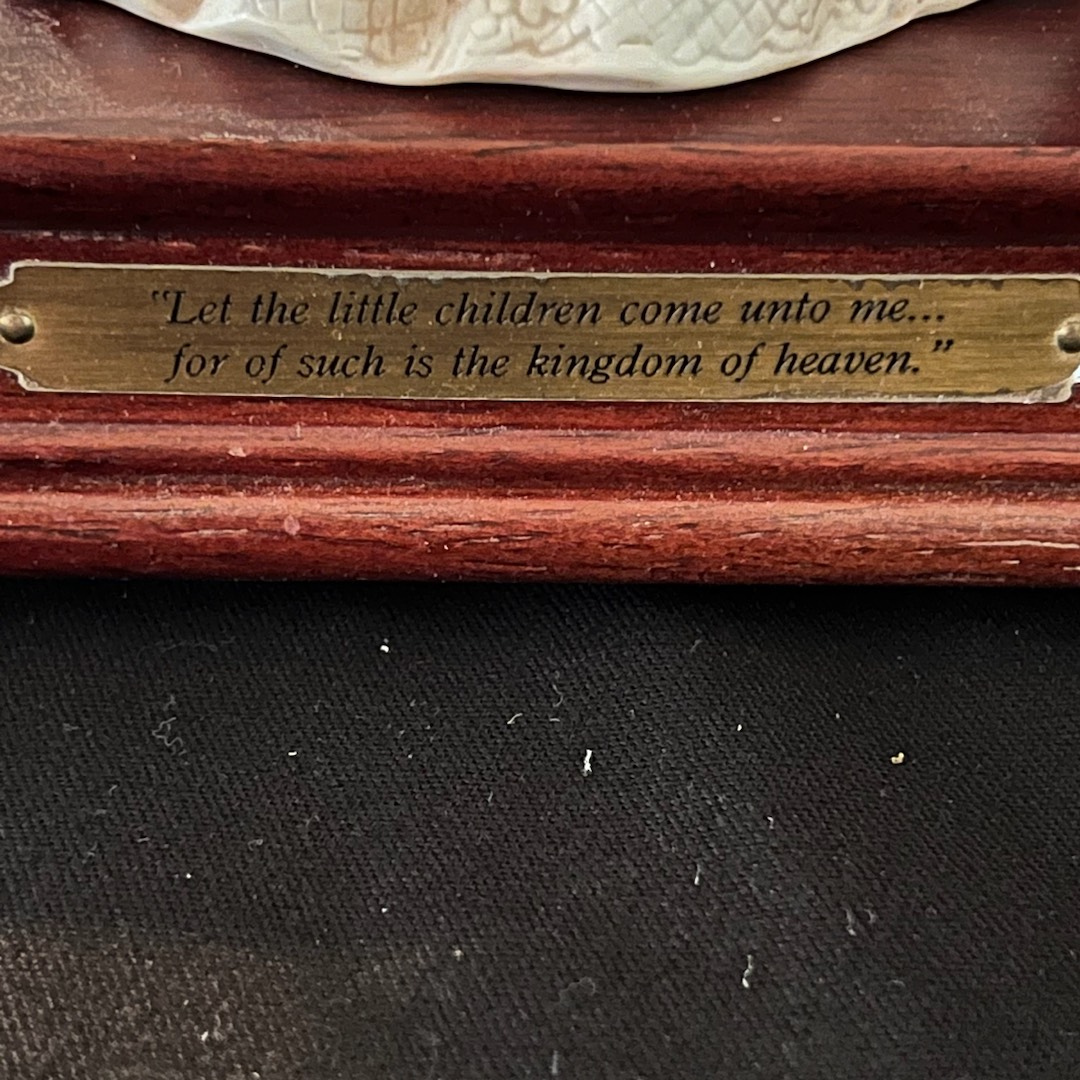 “Let the little children come unto me...
for of such is the kingdom of heaven.”